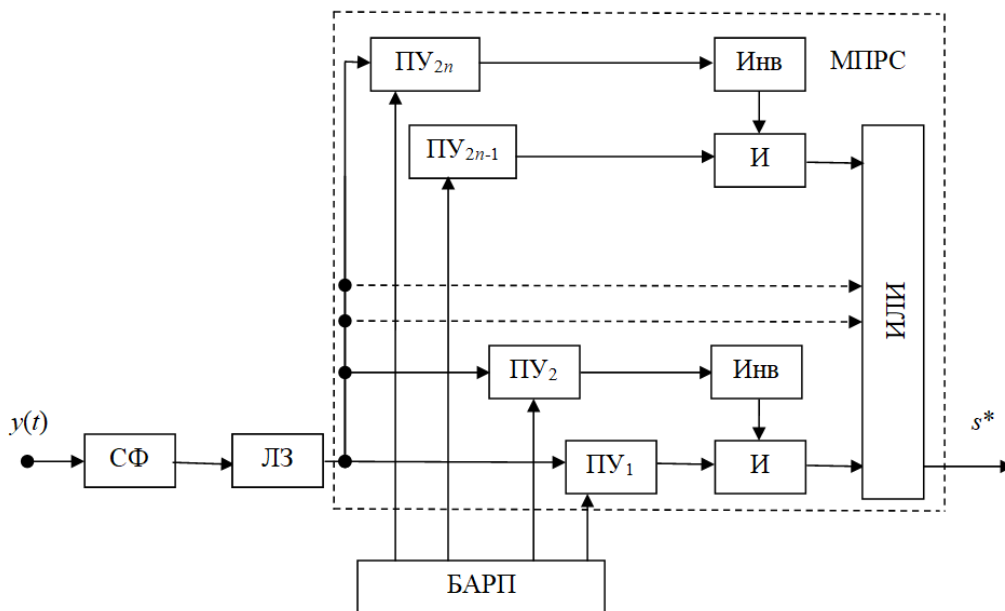 ПУ2n
Инв
МПРС
ПУ2n-1
И
ИЛИ
ПУ2
Инв
y(t)
s*
СФ
ЛЗ
ПУ1
И
БАРП